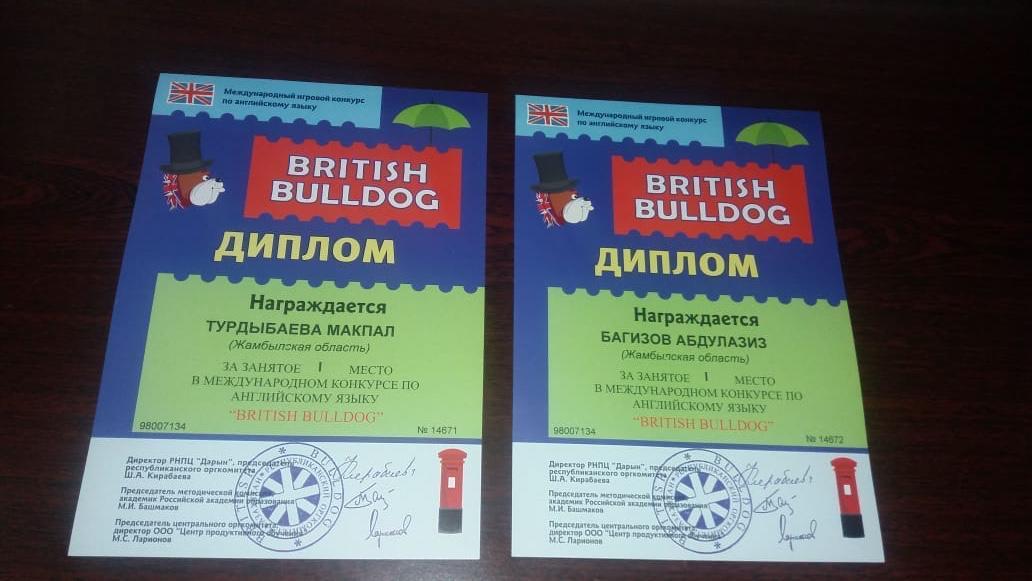 Международный игровой конкурс
по английскому языку
BRITISH
BULLDOG
ДИПЛОМ
Награждается
ТУРДЫБАЕВА МАКПАЛ
(Жамбылская область)
ЗА ЗАНЯТОЕ I МЕСТО
В МЕЖДУНАРОДНОМ КОНКУРСЕ ПО
АНГЛИЙСКОМУ ЯЗЫКУ
“BRITISH BULLDOG”
98007134 № 14671
Директор РНПЦ "Дарын", председатель
республиканского оргкомитета
Ш.А. Кирабаева
Председатель методической комиссии,
академик Российской академии образования
М.И. Башмаков
Председатель центрального оргкомитета,
директор ООО "Центр продуктивного обучения"
М.С. Ларионов
Международный игровой конкурс
по английскому языку
BRITISH
BULLDOG
ДИПЛОМ
Награждается
БАГИЗОВ АБДУЛАЗИЗ
(Жамбылская область)
ЗА ЗАНЯТОЕ I МЕСТО
В МЕЖДУНАРОДНОМ КОНКУРСЕ ПО
АНГЛИЙСКОМУ ЯЗЫКУ
“BRITISH BULLDOG”
98007134 № 14672
Директор РНПЦ "Дарын", председатель
республиканского оргкомитета
Ш.А. Кирабаева
Председатель методической комиссии,
академик Российской академии образования
М.И. Башмаков
Председатель центрального оргкомитета,
директор ООО "Центр продуктивного обучения"
М.С. Ларионов